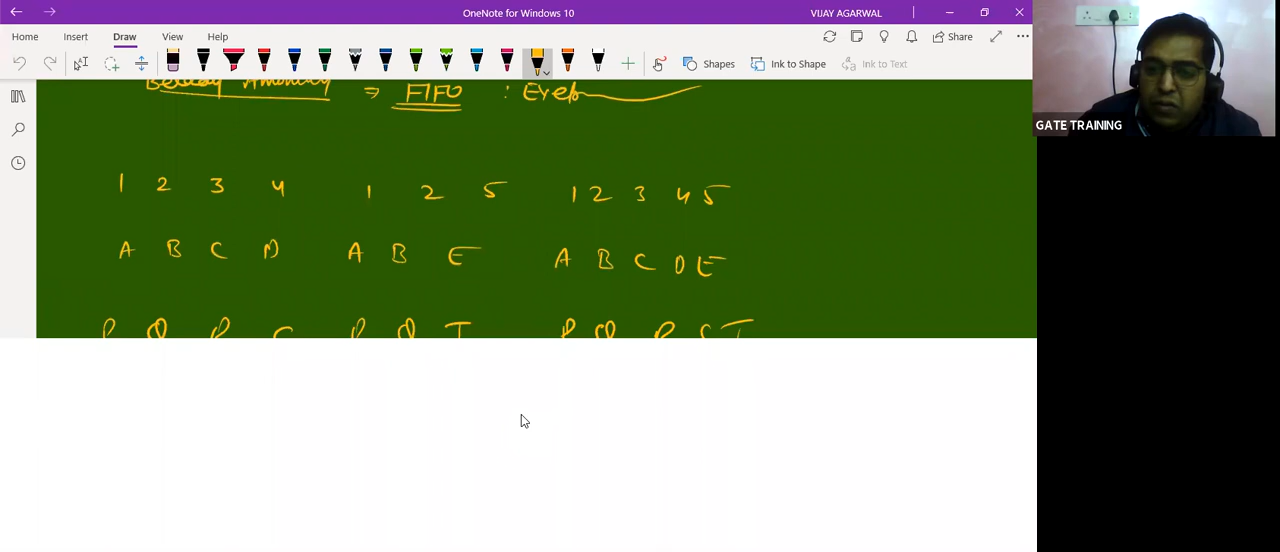 OneNote for Windows 10
VIJAY AGARWAL
Home Insert Draw View Help
Share
Shapes Ink to Shape Ink to Text
GATE TRAINING
⇒ FIFO :
1 2 3 4 1 2 5 1 2 3 4 5
A B C D A B E A B C D E